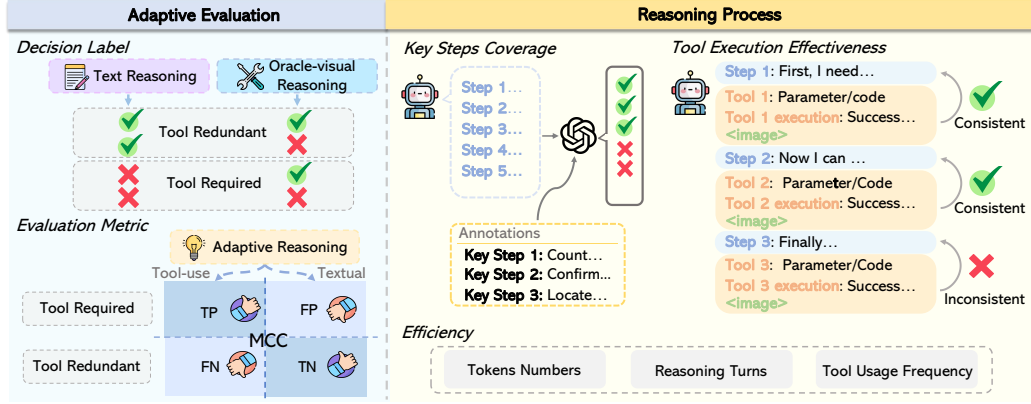 Adaptive Evaluation
Decision Label
Text Reasoning
Oracle-visual
Reasoning
Tool Redundant
Tool Required
Evaluation Metric
Adaptive Reasoning
Tool-use
Textual
Tool Required
TP
FP
MCC
Tool Redundant
FN
TN
Reasoning Process
Key Steps Coverage
Step 1...
Step 2...
Step 3...
Step 4...
Step 5...
Annotations
Key Step 1: Count...
Key Step 2: Confirm...
Key Step 3: Locate...
Tool Execution Effectiveness
Step 1: First, I need...
Tool 1: Parameter/code
Tool 1 execution: Success...
<image>
Consistent
Step 2: Now I can ...
Tool 2: Parameter/Code
Tool 2 execution: Success...
<image>
Consistent
Step 3: Finally...
Tool 3: Parameter/Code
Tool 3 execution: Success...
<image>
Inconsistent
Efficiency
Tokens Numbers
Reasoning Turns
Tool Usage Frequency